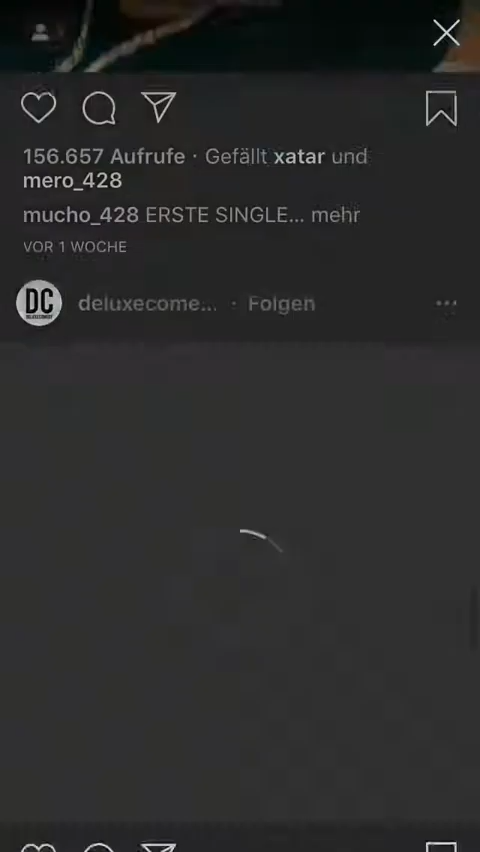 156.657 Aufrufe · Gefällt xatar und
mero_428
mucho_428 ERSTE SINGLE... mehr
VOR 1 WOCHE
DC
deluxecome... · Folgen